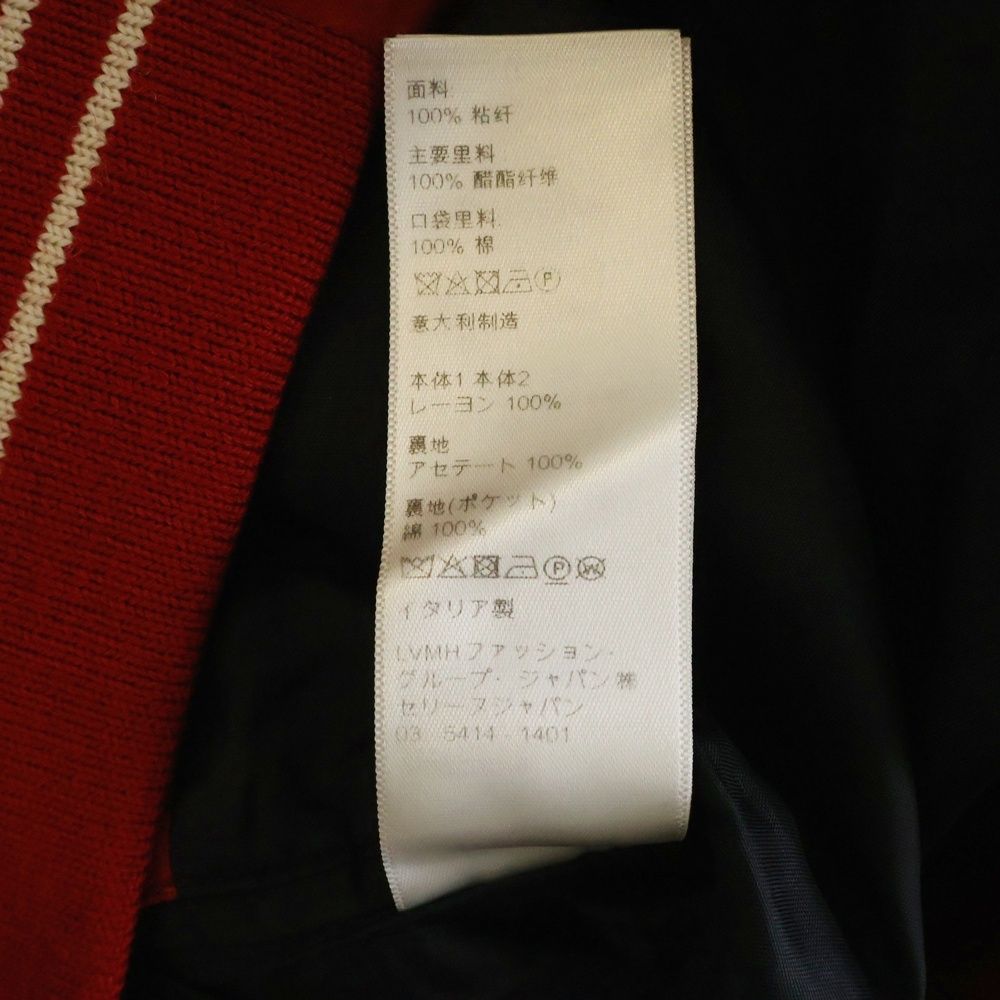 面料:
100% 粘纤
主要里料:
100% 醋酯纤维
口袋里料:
100% 棉
P
意大利制造
本体1 本体2
レーヨン 100%
裏地
アセテート 100%
裏地(ポケット)
綿 100%
P W
イタリア製
LVMHファッション・
グループ・ジャパン㈱
セリーヌジャパン
03 - 5414 - 1401